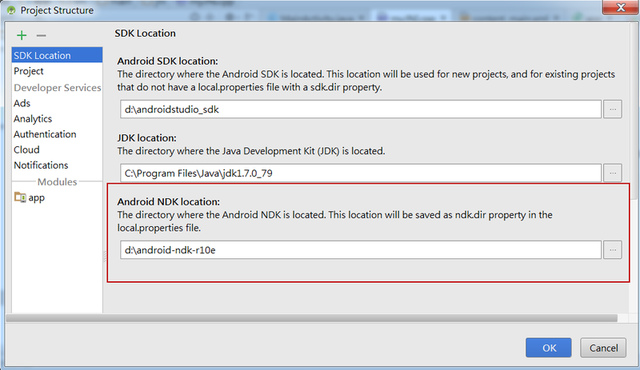 Project Structure
SDK Location
Project
Developer Services
Ads
Analytics
Authentication
Cloud
Notifications
Modules
app
SDK Location
Android SDK location:
The directory where the Android SDK is located. This location will be used for new projects, and for existing projects
that do not have a local.properties file with a sdk.dir property.
d:\androidstudio_sdk
...
JDK location:
The directory where the Java Development Kit (JDK) is located.
C:\Program Files\Java\jdk1.7.0_79
...
Android NDK location:
The directory where the Android NDK is located. This location will be saved as ndk.dir property in the
local.properties file.
d:\android-ndk-r10e
...
OK
Cancel